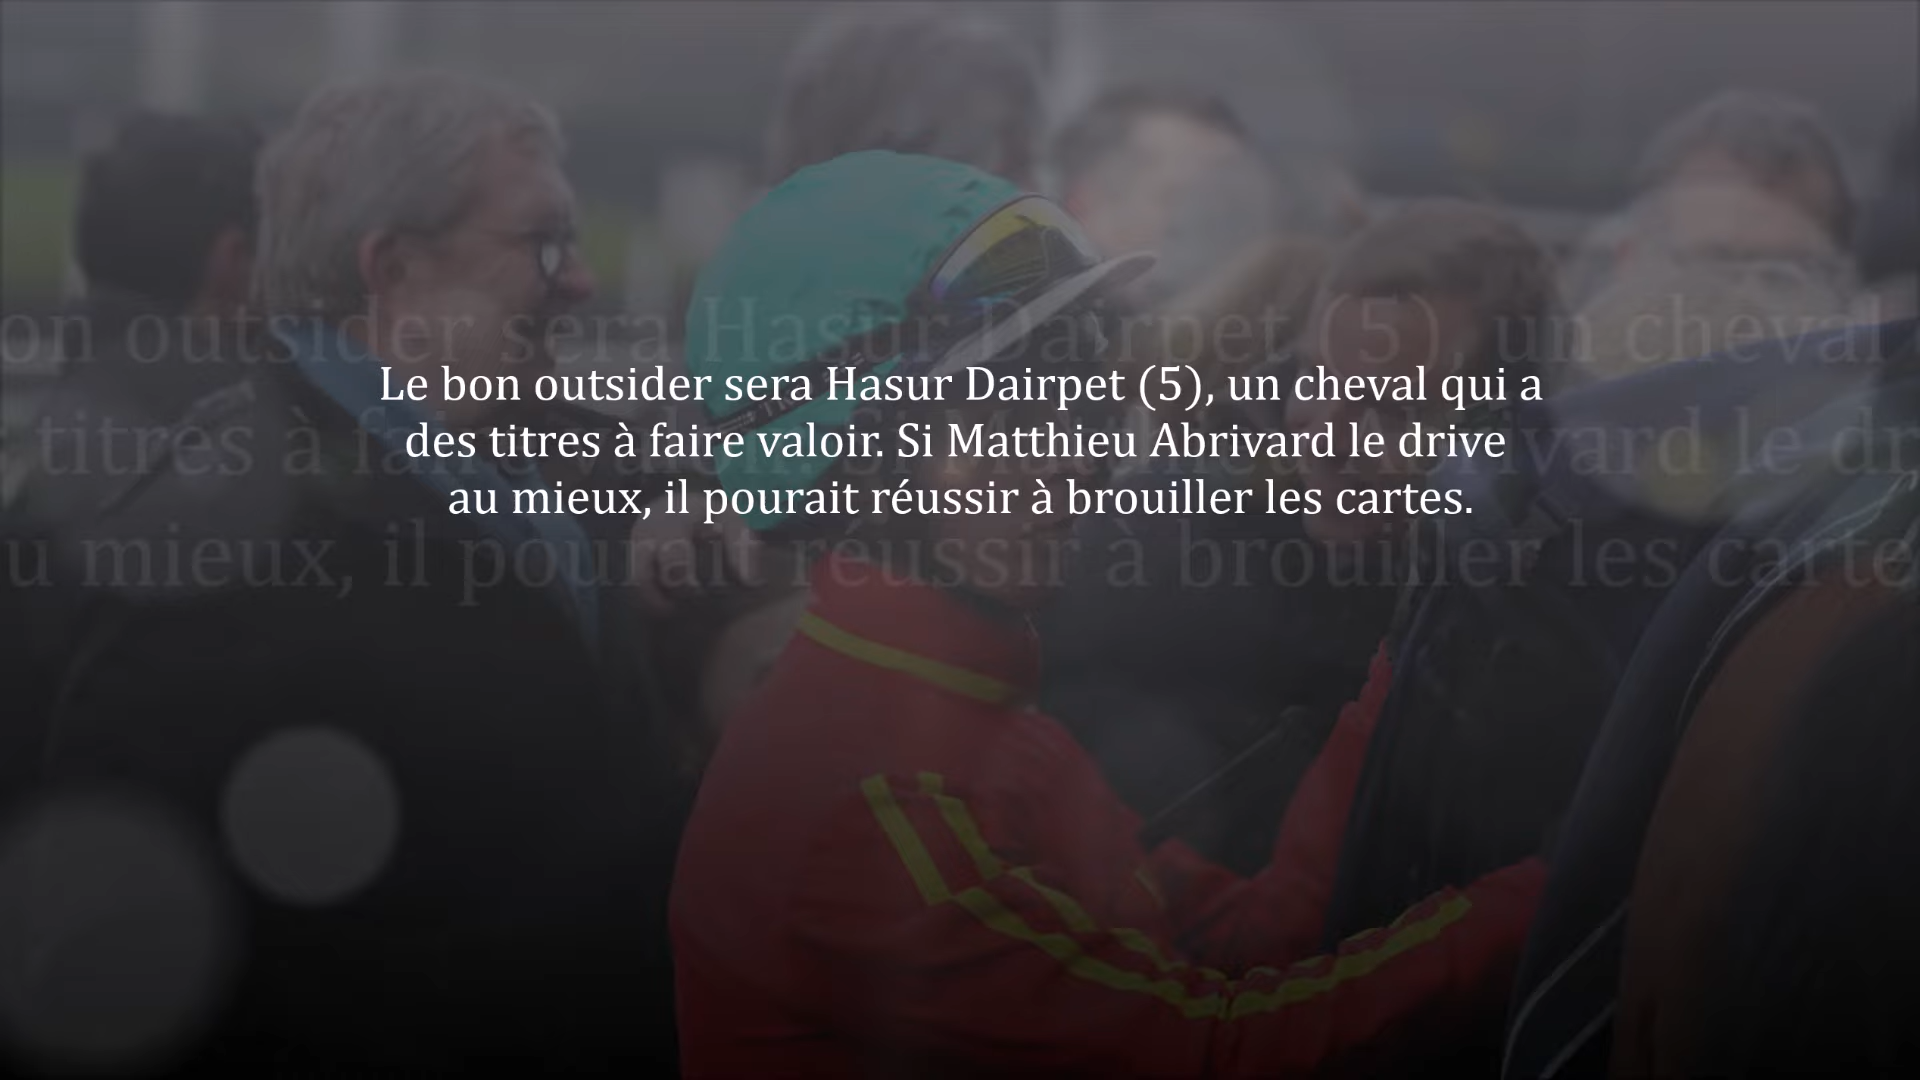 Le bon outsider sera Hasur Dairpet (5), un cheval qui a
des titres à faire valoir. Si Matthieu Abrivard le drive
au mieux, il pourait réussir à brouiller les cartes.